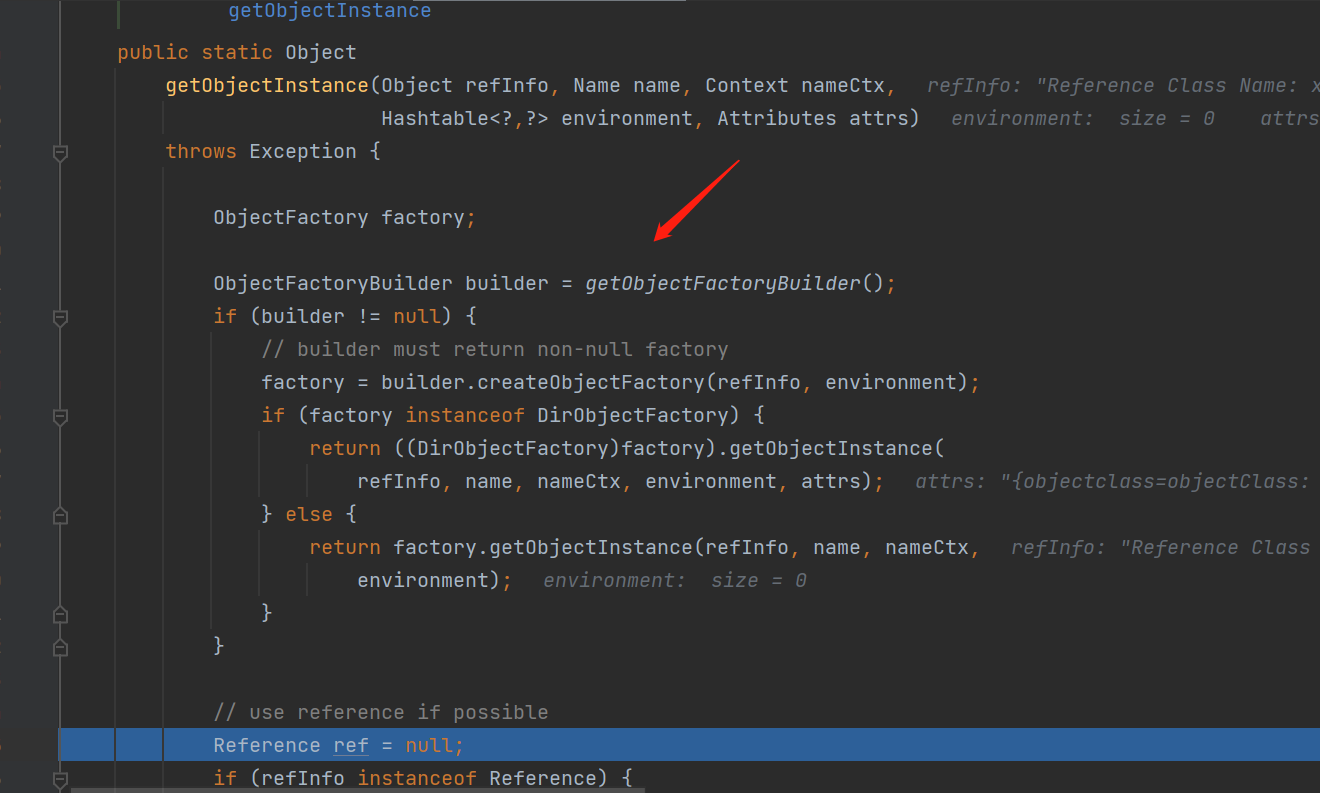 getObjectInstance
public static Object
getObjectInstance(Object refInfo, Name name, Context nameCtx, refInfo: "Reference Class Name: x
Hashtable<?,?> environment, Attributes attrs) environment: size = 0 attrs
throws Exception {
ObjectFactory factory;
ObjectFactoryBuilder builder = getObjectFactoryBuilder();
if (builder != null) {
// builder must return non-null factory
factory = builder.createObjectFactory(refInfo, environment);
if (factory instanceof DirObjectFactory) {
return ((DirObjectFactory)factory).getObjectInstance(
refInfo, name, nameCtx, environment, attrs); attrs: "{objectclass=objectClass:
} else {
return factory.getObjectInstance(refInfo, name, nameCtx, refInfo: "Reference Class
environment); environment: size = 0
}
}
// use reference if possible
Reference ref = null;
if (refInfo instanceof Reference) {